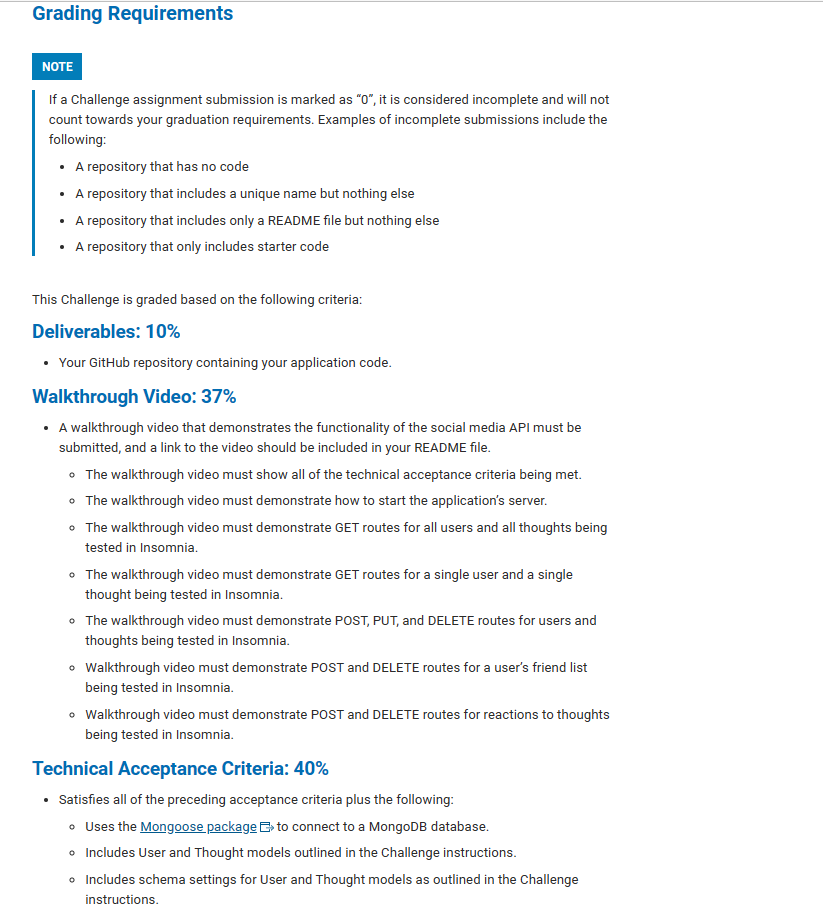 Grading Requirements
NOTE
If a Challenge assignment submission is marked as “0”, it is considered incomplete and will not
count towards your graduation requirements. Examples of incomplete submissions include the
following:
• A repository that has no code
• A repository that includes a unique name but nothing else
• A repository that includes only a README file but nothing else
• A repository that only includes starter code
This Challenge is graded based on the following criteria:
Deliverables: 10%
• Your GitHub repository containing your application code.
Walkthrough Video: 37%
• A walkthrough video that demonstrates the functionality of the social media API must be
submitted, and a link to the video should be included in your README file.
◦ The walkthrough video must show all of the technical acceptance criteria being met.
◦ The walkthrough video must demonstrate how to start the application’s server.
◦ The walkthrough video must demonstrate GET routes for all users and all thoughts being
tested in Insomnia.
◦ The walkthrough video must demonstrate GET routes for a single user and a single
thought being tested in Insomnia.
◦ The walkthrough video must demonstrate POST, PUT, and DELETE routes for users and
thoughts being tested in Insomnia.
◦ Walkthrough video must demonstrate POST and DELETE routes for a user’s friend list
being tested in Insomnia.
◦ Walkthrough video must demonstrate POST and DELETE routes for reactions to thoughts
being tested in Insomnia.
Technical Acceptance Criteria: 40%
• Satisfies all of the preceding acceptance criteria plus the following:
◦ Uses the Mongoose package to connect to a MongoDB database.
◦ Includes User and Thought models outlined in the Challenge instructions.
◦ Includes schema settings for User and Thought models as outlined in the Challenge
instructions.